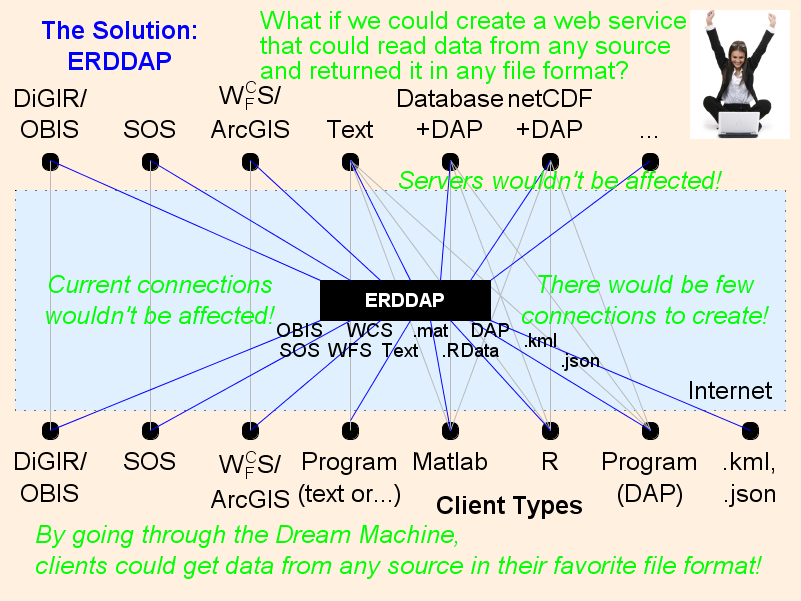 The Solution:
ERDDAP
What if we could create a web service
that could read data from any source
and returned it in any file format?
DiGIR/
OBIS
SOS
WCFS/
ArcGIS
Text
Database
+DAP
netCDF
+DAP
...
Servers wouldn't be affected!
Current connections
wouldn't be affected!
There would be few
connections to create!
ERDDAP
OBIS WCS .mat DAP .kml
SOS WFS Text .RData .json
Internet
DiGIR/
OBIS
SOS
WCFS/
ArcGIS
Program
(text or...)
Matlab
R
Program
(DAP)
.kml,
.json
Client Types
By going through the Dream Machine,
clients could get data from any source in their favorite file format!